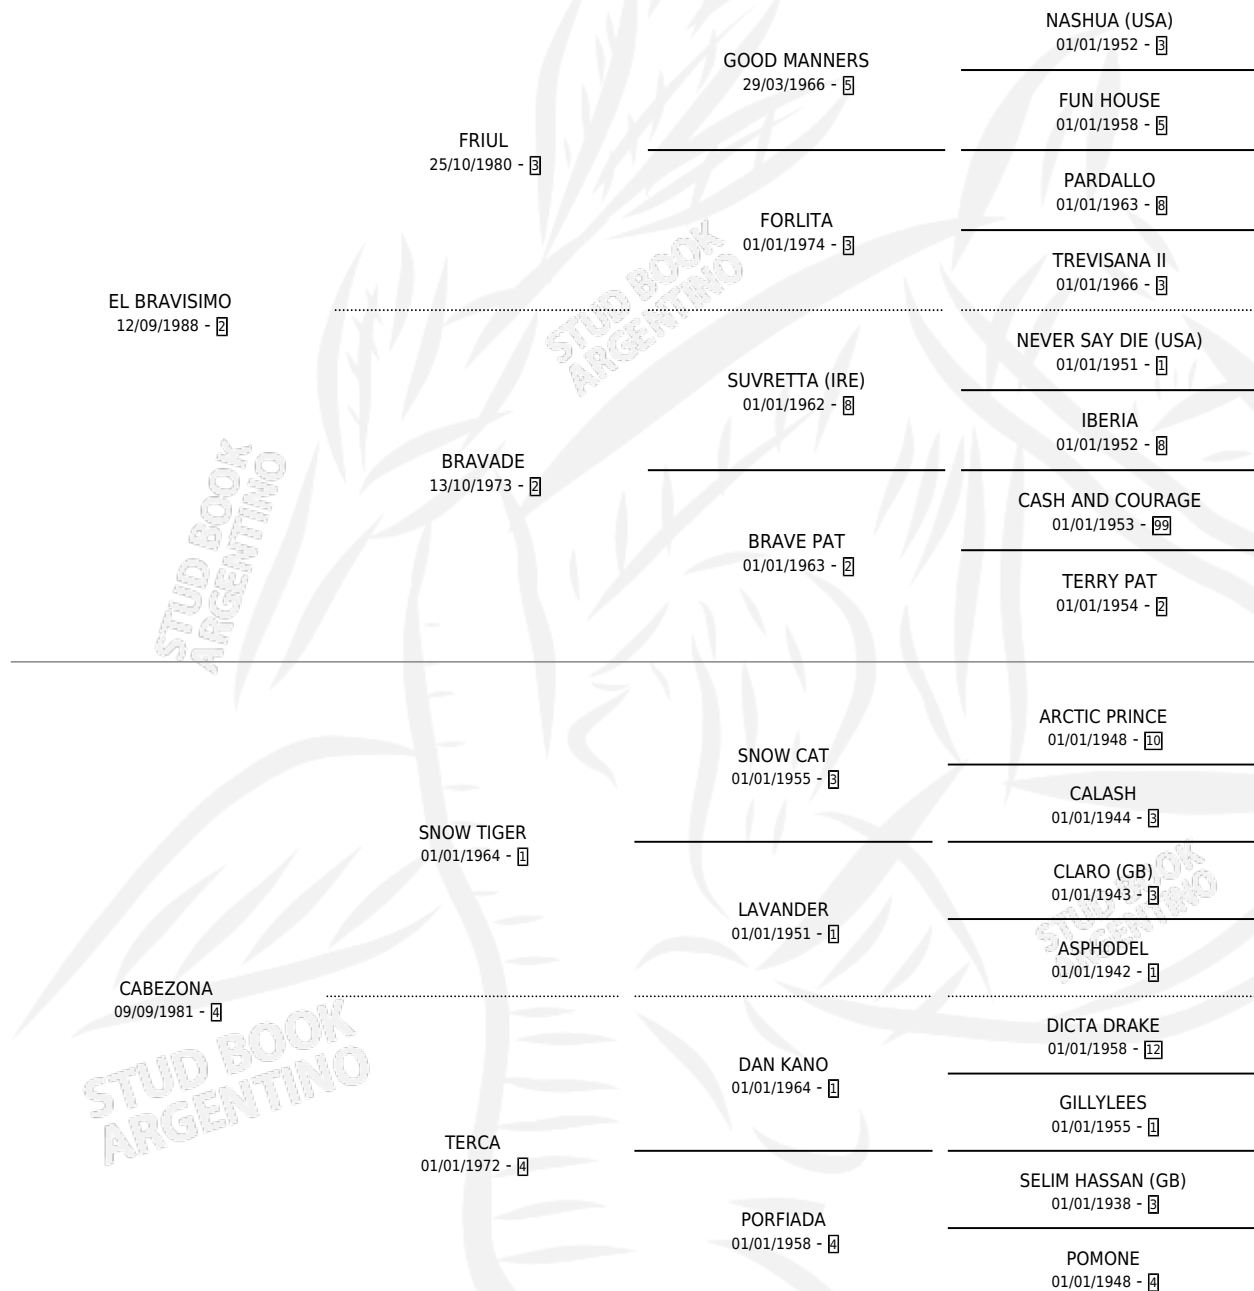 NASHUA (USA)
01/01/1952 - 3
GOOD MANNERS
29/03/1966 - 5
FUN HOUSE
01/01/1958 - 5
FRIUL
25/10/1980 - 3
PARDALLO
01/01/1963 - 8
FORLITA
01/01/1974 - 3
TREVISANA II
01/01/1966 - 3
STUD BOOK
ARGENTINO
EL BRAVISIMO
12/09/1988 - 2
NEVER SAY DIE (USA)
01/01/1951 - 1
SUVRETTA (IRE)
01/01/1962 - 8
IBERIA
01/01/1952 - 8
BRAVADE
13/10/1973 - 2
CASH AND COURAGE
01/01/1953 - 99
BRAVE PAT
01/01/1963 - 2
TERRY PAT
01/01/1954 - 2
STUD BOOK
ARGENTINO
ARCTIC PRINCE
01/01/1948 - 10
SNOW CAT
01/01/1955 - 3
CALASH
01/01/1944 - 3
SNOW TIGER
01/01/1964 - 1
CLARO (GB)
01/01/1943 - 3
LAVANDER
01/01/1951 - 1
ASPHODEL
01/01/1942 - 1
STUD BOOK
ARGENTINO
CABEZONA
09/09/1981 - 4
DICTA DRAKE
01/01/1958 - 12
DAN KANO
01/01/1964 - 1
GILLYLEES
01/01/1955 - 1
STUD BOOK
ARGENTINO
TERCA
01/01/1972 - 4
SELIM HASSAN (GB)
01/01/1938 - 3
PORFIADA
01/01/1958 - 4
POMONE
01/01/1948 - 4